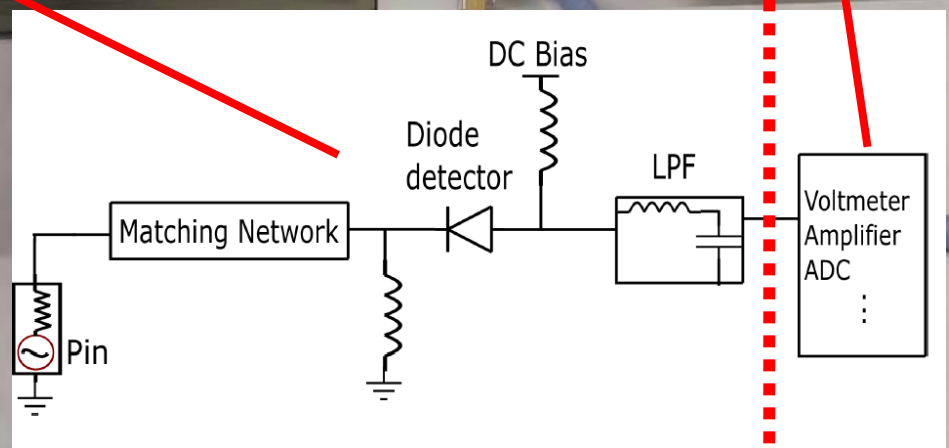 DC Bias
Diode
detector
LPF
Matching Network
Voltmeter
Amplifier
ADC
⋮
Pin